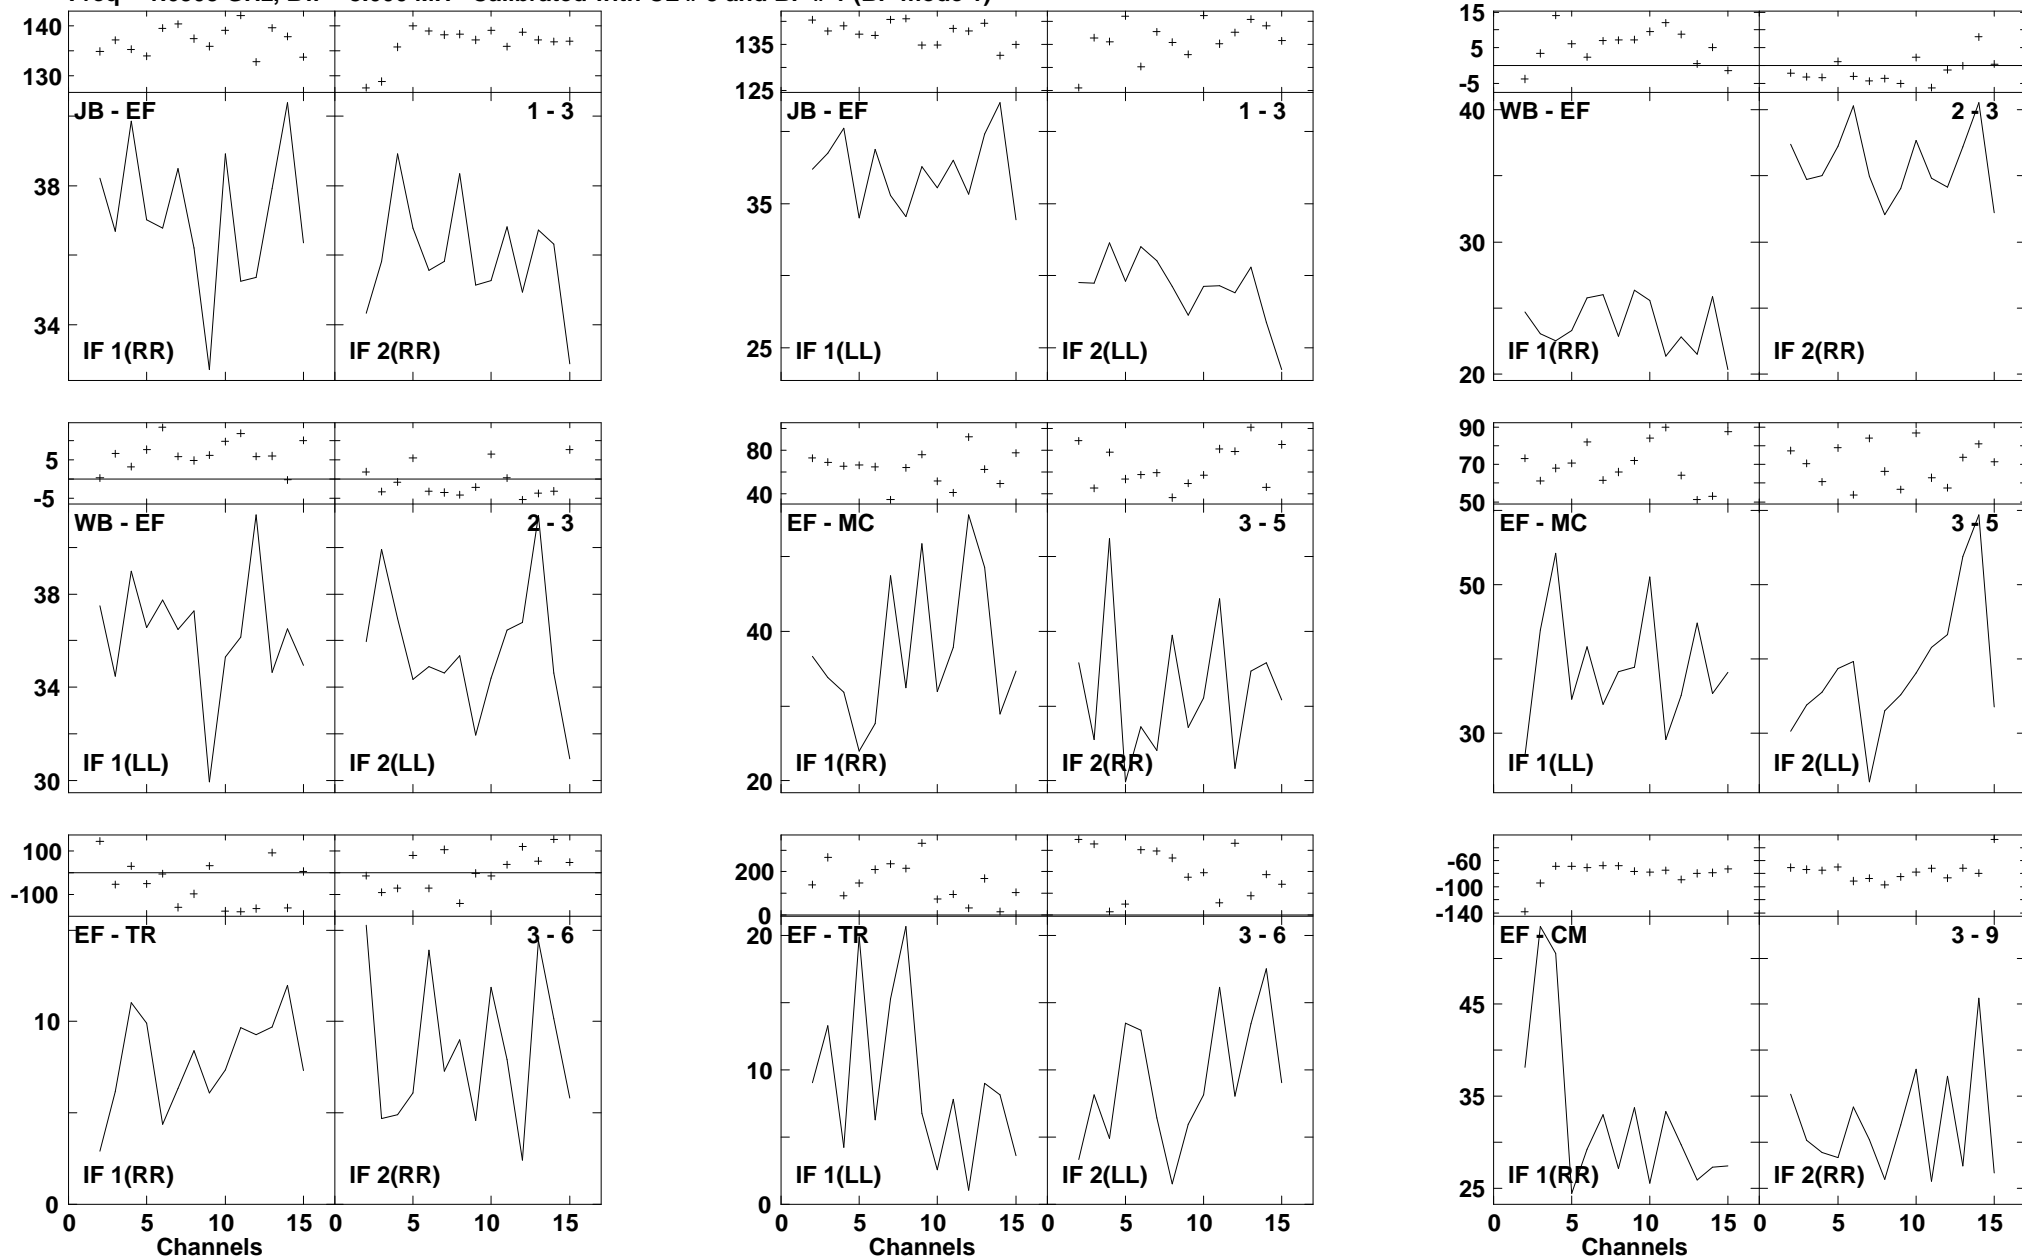 140
130
JB - EF
1 - 3
38
34
IF 1(RR)
IF 2(RR)
135
125
JB - EF
1 - 3
35
25
IF 1(LL)
IF 2(LL)
15
5
-5
40
WB - EF
2 - 3
30
20
IF 1(RR)
IF 2(RR)
5
-5
WB - EF
2 - 3
38
34
30
IF 1(LL)
IF 2(LL)
80
40
EF - MC
3 - 5
40
20
IF 1(RR)
IF 2(RR)
90
70
50
EF - MC
3 - 5
50
30
IF 1(LL)
IF 2(LL)
100
-100
EF - TR
3 - 6
10
0
IF 1(RR)
IF 2(RR)
0 5 10 15 0 5 10 15
Channels
200
0
EF - TR
3 - 6
20
10
0
IF 1(LL)
IF 2(LL)
0 5 10 15 0 5 10 15
Channels
-60
-100
-140
EF - CM
3 - 9
45
35
25
IF 1(RR)
IF 2(RR)
0 5 10 15 0 5 10 15
Channels